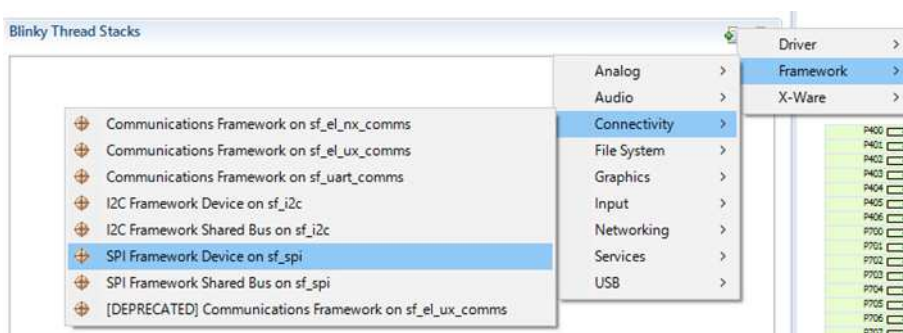 Blinky Thread Stacks
Driver
Framework
X-Ware
Analog
Audio
Connectivity
File System
Graphics
Input
Networking
Services
USB
Communications Framework on sf_el_nx_comms
Communications Framework on sf_el_ux_comms
Communications Framework on sf_uart_comms
I2C Framework Device on sf_i2c
I2C Framework Shared Bus on sf_i2c
SPI Framework Device on sf_spi
SPI Framework Shared Bus on sf_spi
[DEPRECATED] Communications Framework on sf_el_ux_comms
P400
P401
P402
P403
P404
P405
P406
P700
P701
P702
P703
P704
P705
P706
P707